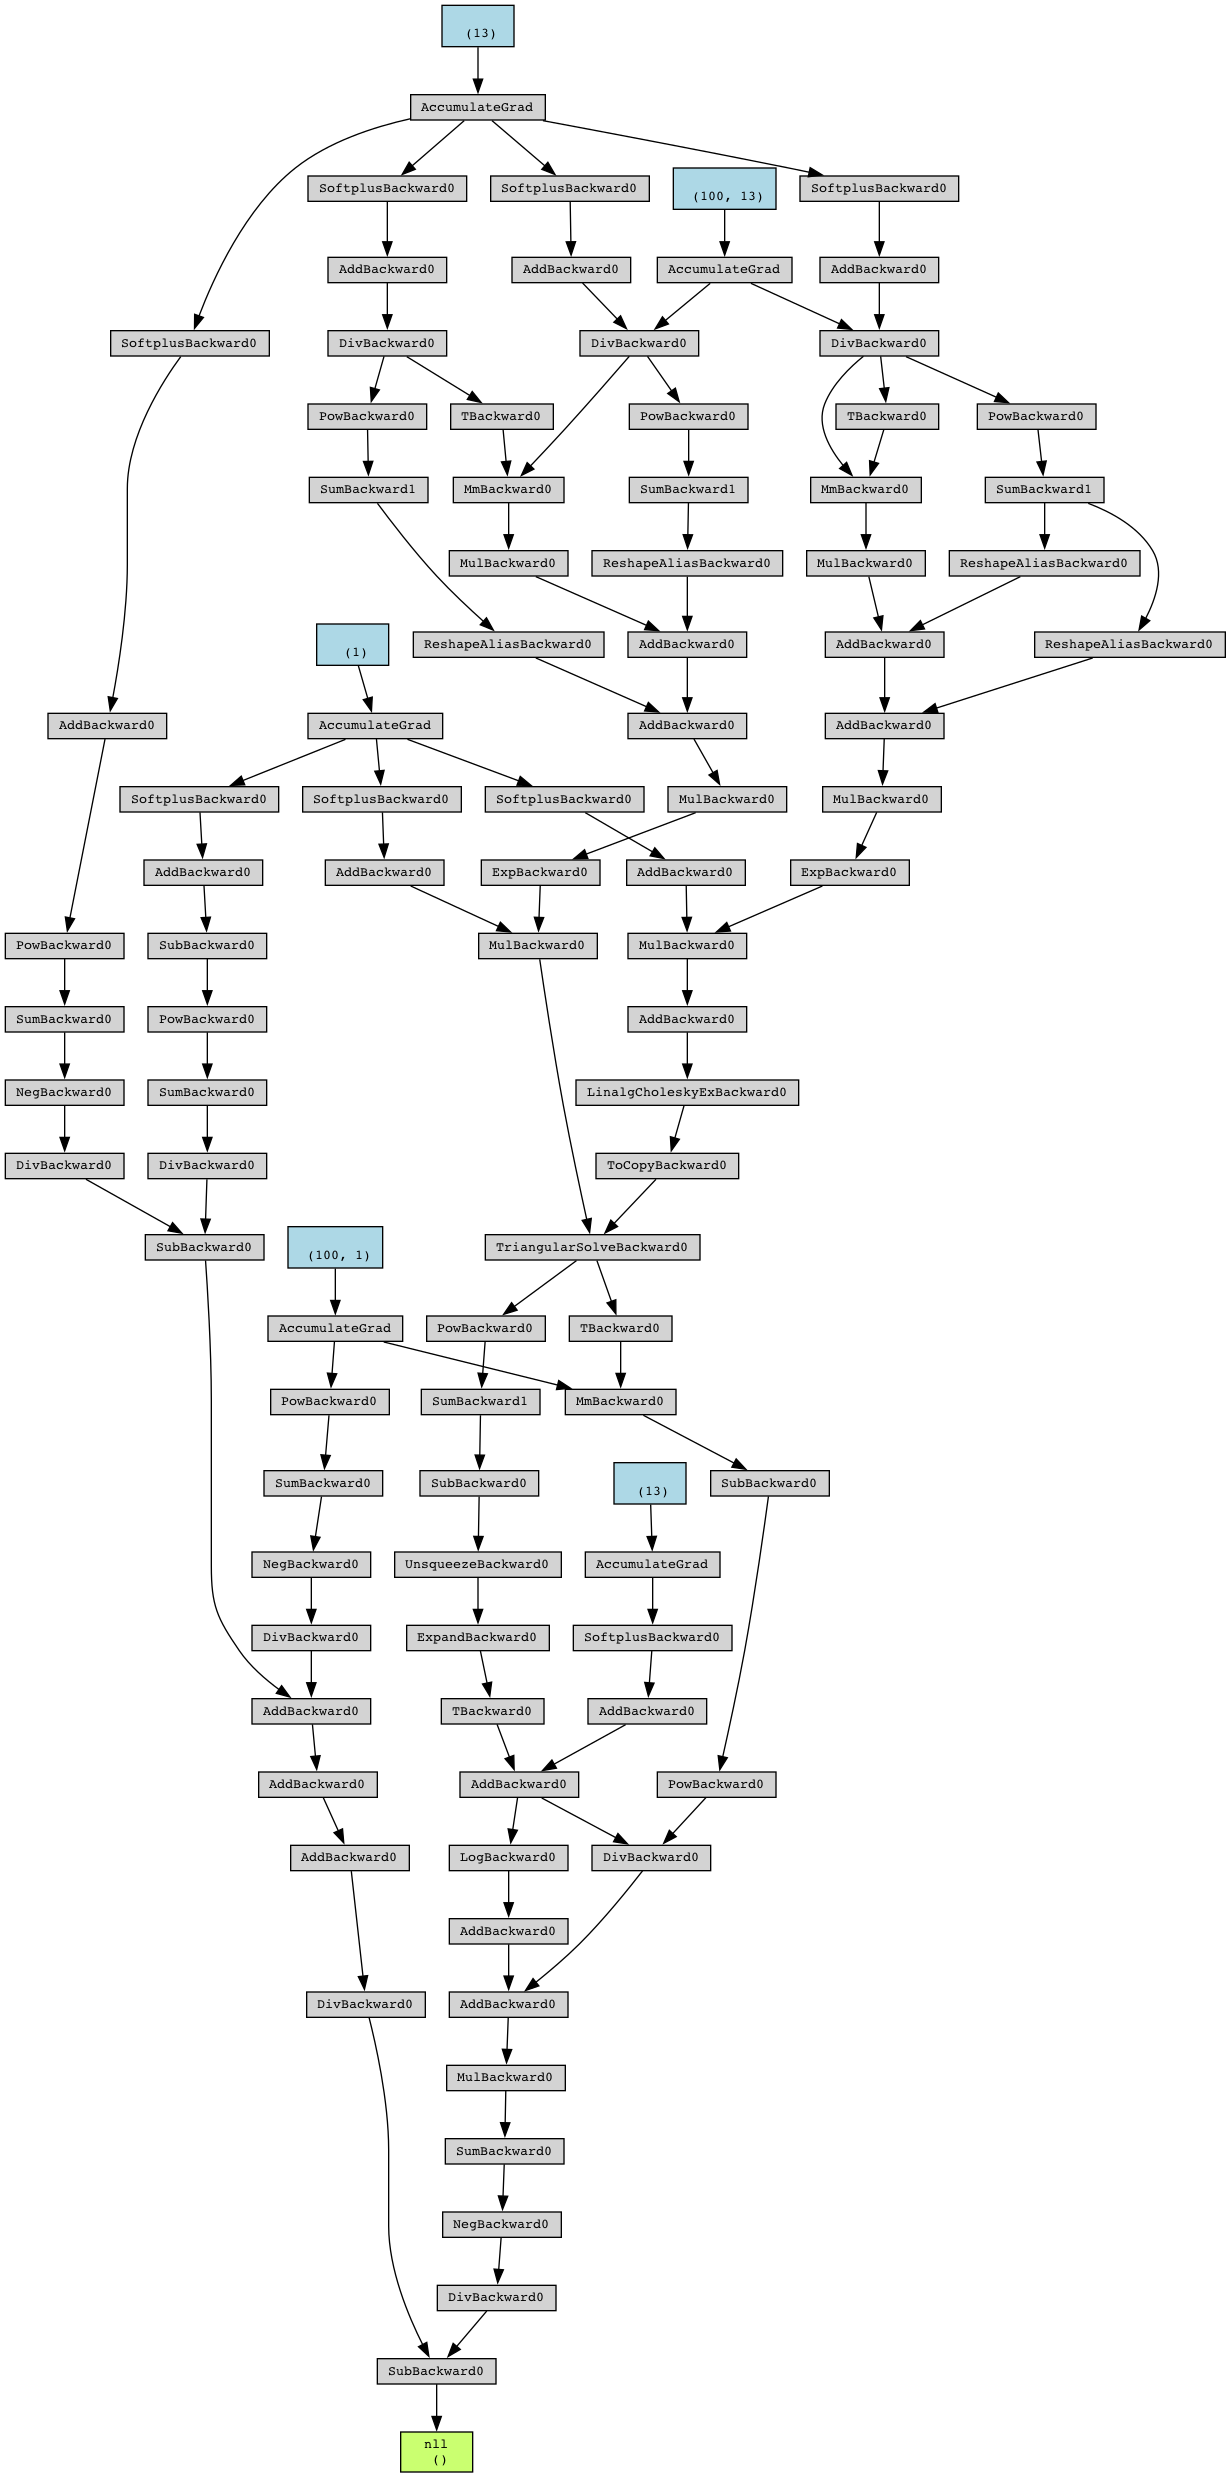 (13)
AccumulateGrad
SoftplusBackward0
SoftplusBackward0
(100, 13)
SoftplusBackward0
AddBackward0
AddBackward0
AccumulateGrad
AddBackward0
SoftplusBackward0
DivBackward0
DivBackward0
DivBackward0
PowBackward0
TBackward0
PowBackward0
TBackward0
PowBackward0
SumBackward1
MmBackward0
SumBackward1
MmBackward0
SumBackward1
MulBackward0
ReshapeAliasBackward0
MulBackward0
ReshapeAliasBackward0
(1)
ReshapeAliasBackward0
AddBackward0
AddBackward0
ReshapeAliasBackward0
AddBackward0
AccumulateGrad
AddBackward0
AddBackward0
SoftplusBackward0
SoftplusBackward0
SoftplusBackward0
MulBackward0
MulBackward0
AddBackward0
AddBackward0
ExpBackward0
AddBackward0
ExpBackward0
PowBackward0
SubBackward0
MulBackward0
MulBackward0
SumBackward0
PowBackward0
AddBackward0
NegBackward0
SumBackward0
LinalgCholeskyExBackward0
DivBackward0
DivBackward0
ToCopyBackward0
SubBackward0
(100, 1)
TriangularSolveBackward0
AccumulateGrad
PowBackward0
TBackward0
PowBackward0
SumBackward1
MmBackward0
SumBackward0
SubBackward0
(13)
SubBackward0
NegBackward0
UnsqueezeBackward0
AccumulateGrad
DivBackward0
ExpandBackward0
SoftplusBackward0
AddBackward0
TBackward0
AddBackward0
AddBackward0
AddBackward0
PowBackward0
AddBackward0
LogBackward0
DivBackward0
AddBackward0
DivBackward0
AddBackward0
MulBackward0
SumBackward0
NegBackward0
DivBackward0
SubBackward0
nll
()